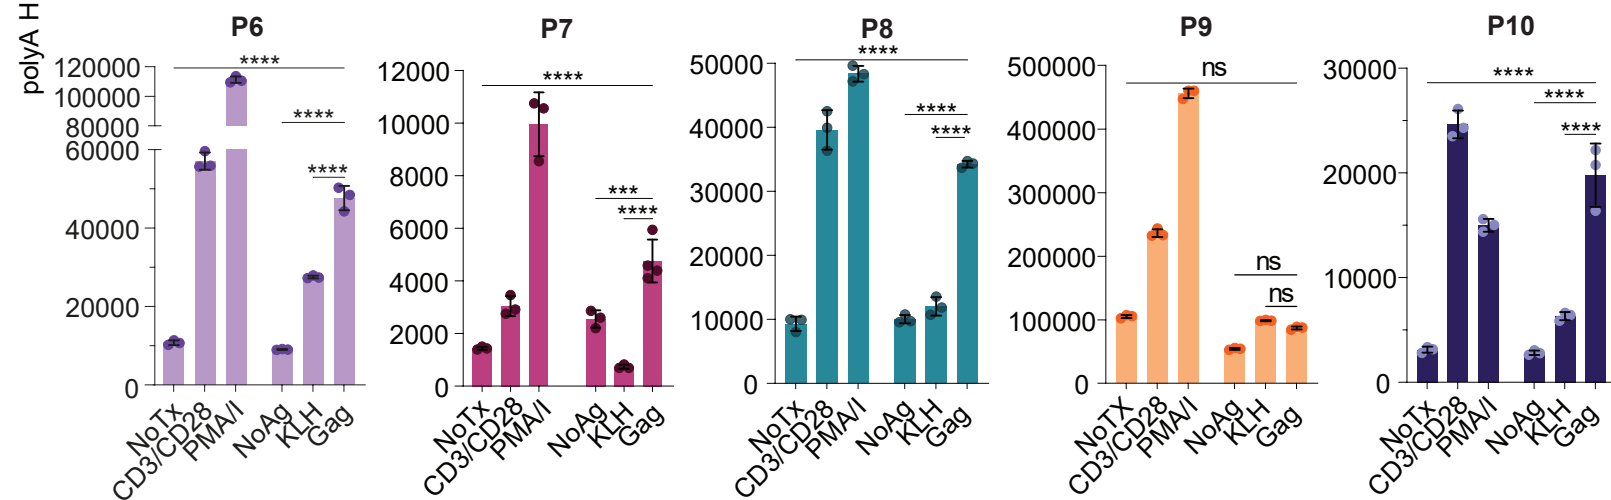 polyA H
P6
120000
100000
80000
60000
40000
20000
0
****
****
****
NoTx
CD3/CD28
PMA/I
NoAg
KLH
Gag
P7
12000
10000
8000
6000
4000
2000
0
****
***
****
NoTx
CD3/CD28
PMA/I
NoAg
KLH
Gag
P8
50000
40000
30000
20000
10000
0
****
****
****
NoTx
CD3/CD28
PMA/I
NoAg
KLH
Gag
P9
500000
400000
300000
200000
100000
0
ns
ns
ns
NoTx
CD3/CD28
PMA/I
NoAg
KLH
Gag
P10
30000
20000
10000
0
****
****
****
NoTx
CD3/CD28
PMA/I
NoAg
KLH
Gag